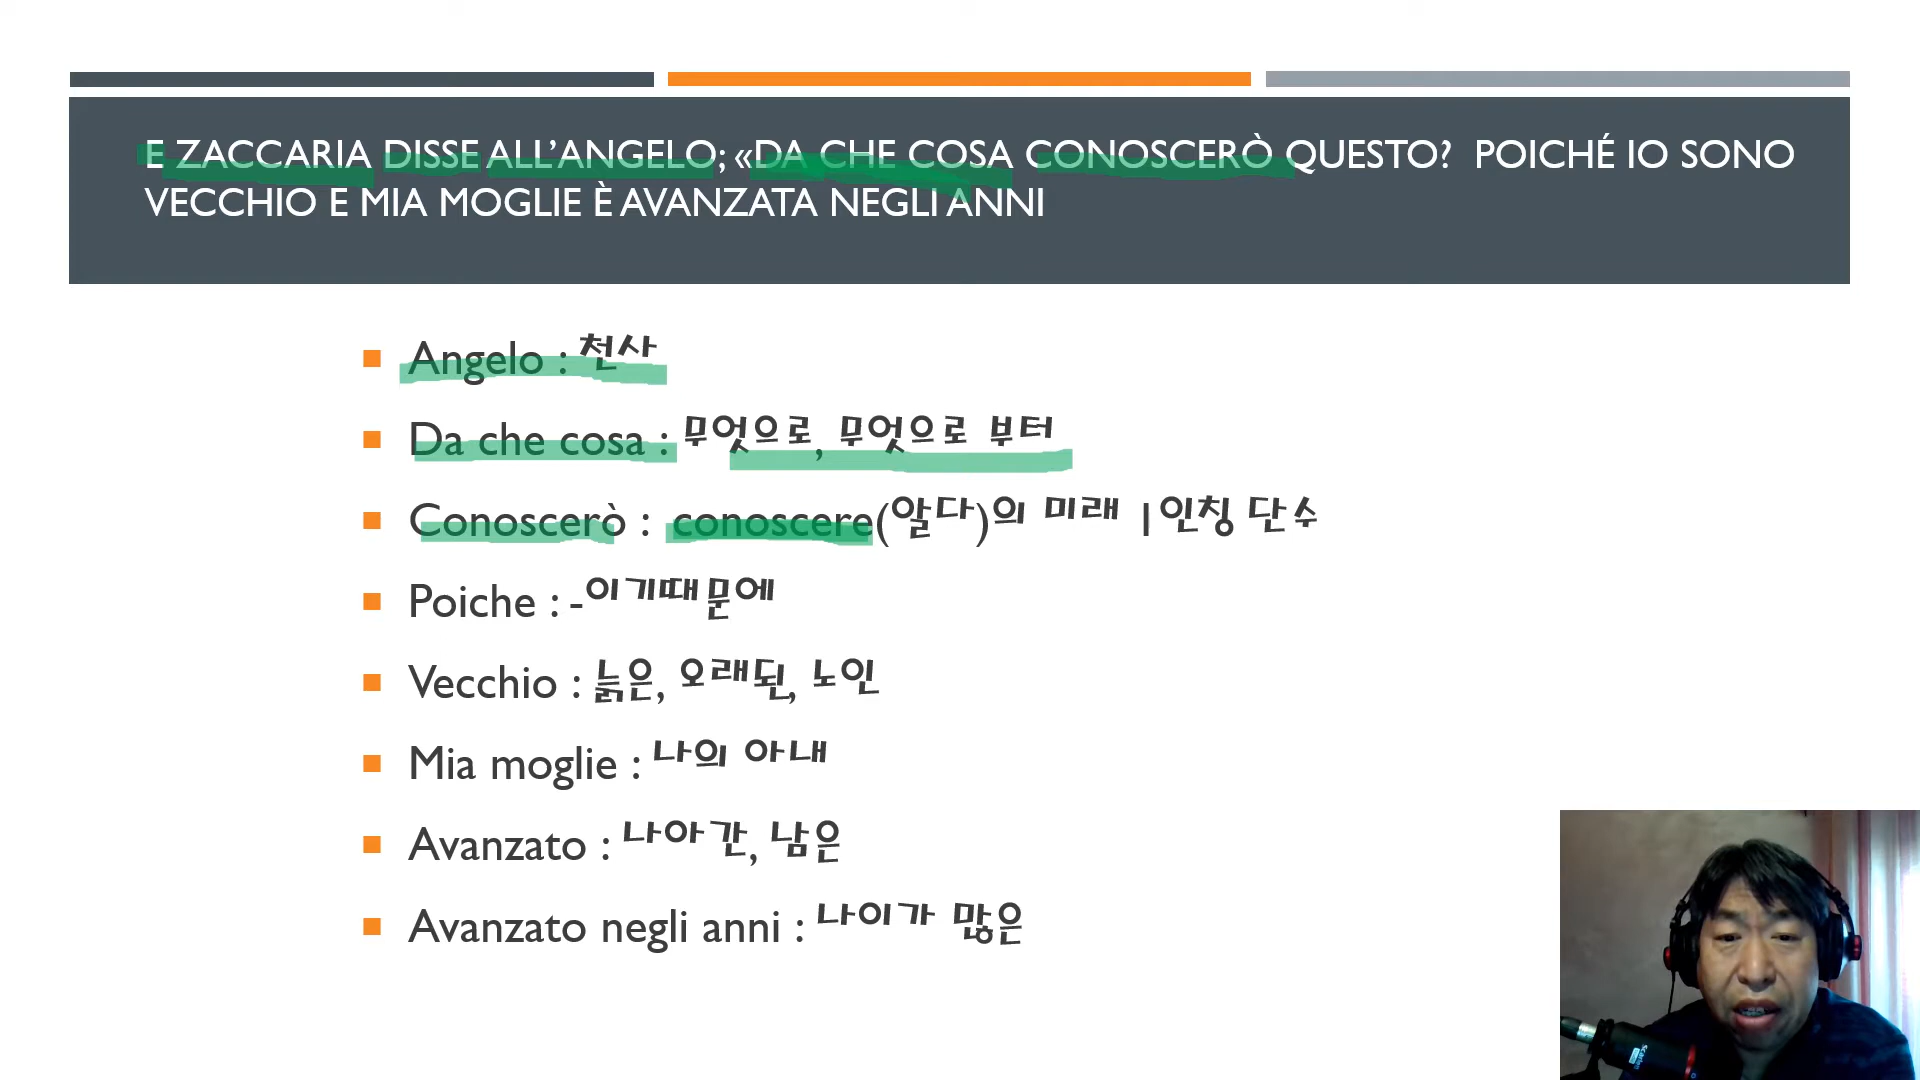 E ZACCARIA DISSE ALL’ANGELO; «DA CHE COSA CONOSCERÒ QUESTO? POICHÉ IO SONO
VECCHIO E MIA MOGLIE È AVANZATA NEGLI ANNI
Angelo : 천사
Da che cosa : 무엇으로, 무엇으로 부터
Conoscerò : conoscere(알다)의 미래 1인칭 단수
Poiche : -이기때문에
Vecchio : 늙은, 오래된, 노인
Mia moglie : 나의 아내
Avanzato : 나아간, 남은
Avanzato negli anni : 나이가 많은